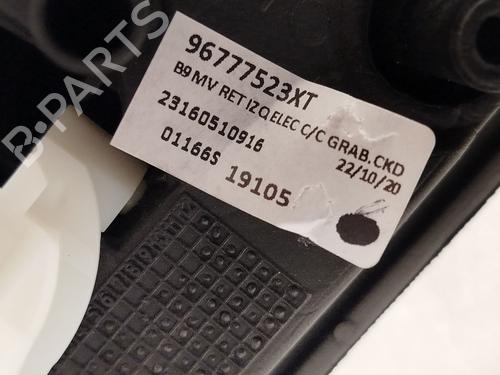 B-PARTS
96777523XT
B9 MV RET IZQ ELEC C/C GRAB. CKD
23160510916
22/10/20
01166S
19105